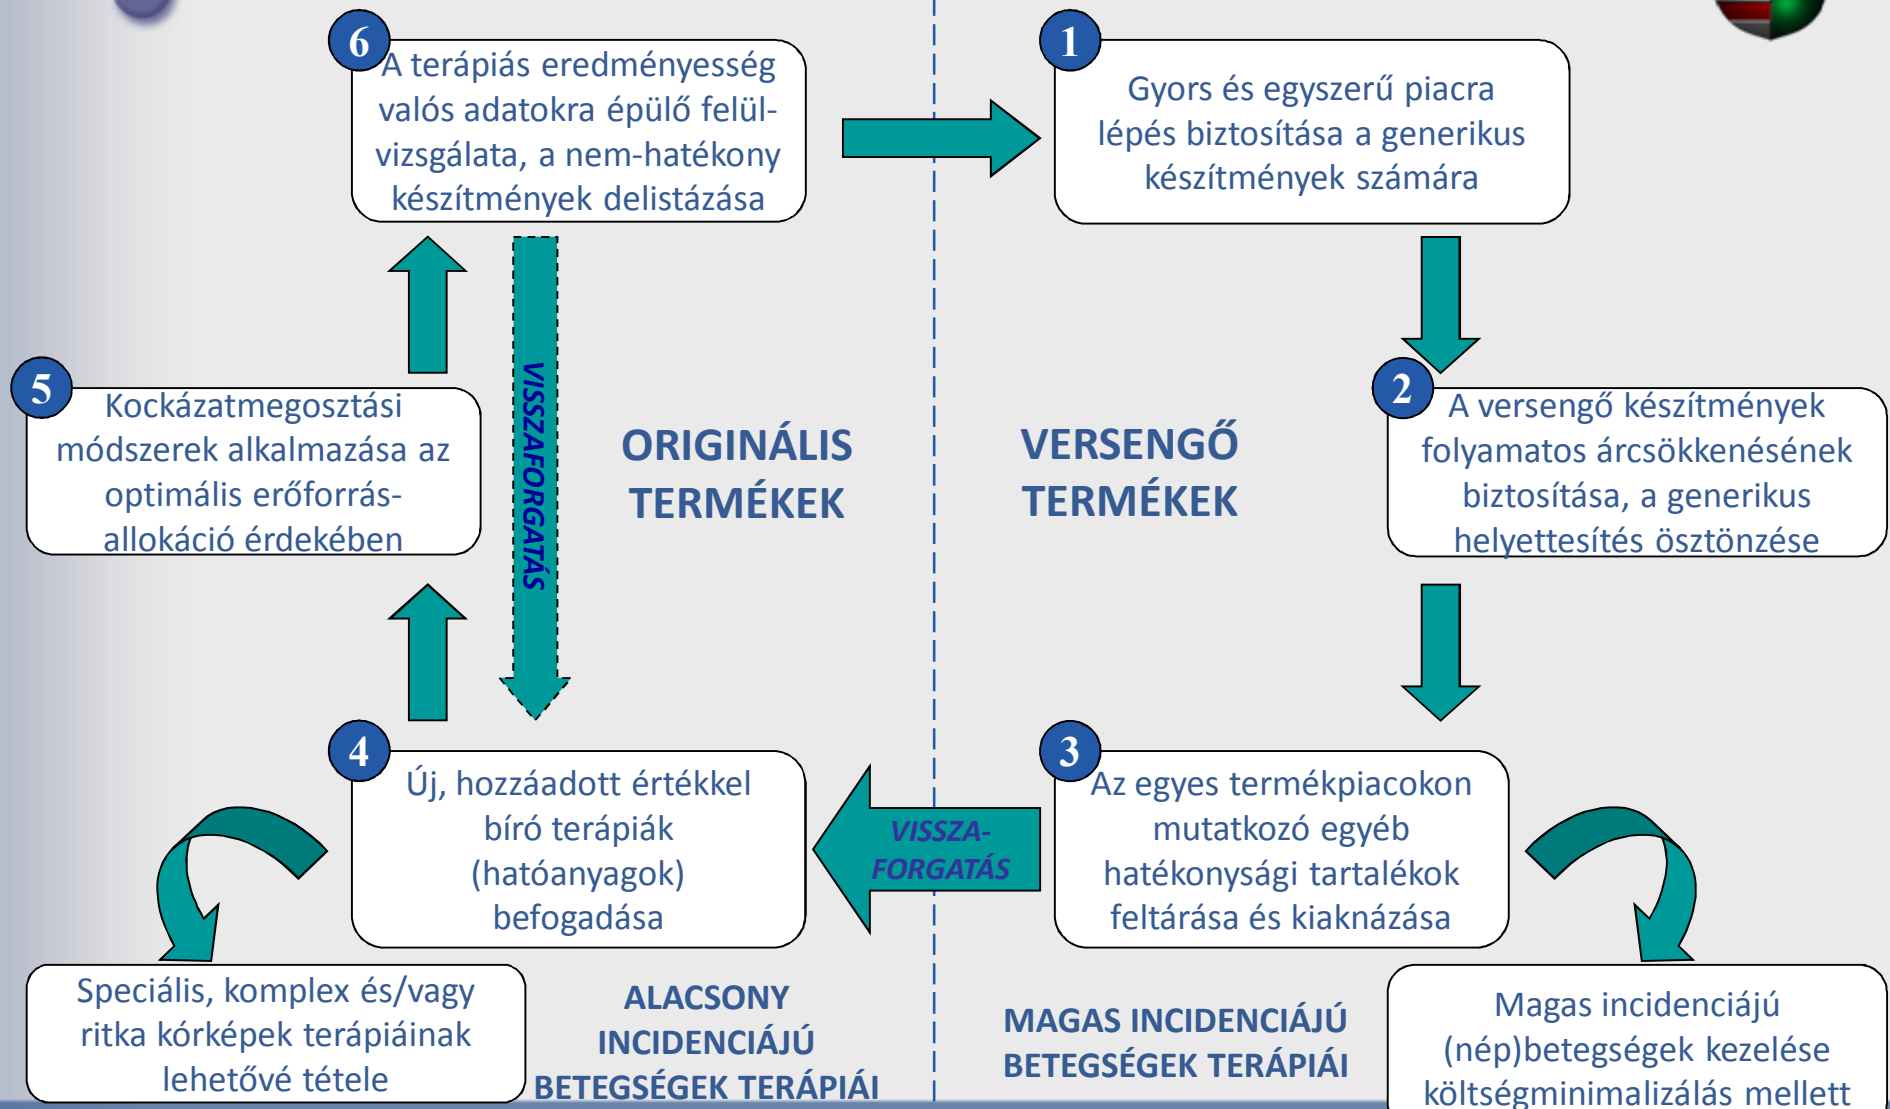 6
A terápiás eredményesség
valós adatokra épülő felül-
vizsgálata, a nem-hatékony
készítmények delistázása
1
Gyors és egyszerű piacra
lépés biztosítása a generikus
készítmények számára
5
Kockázatmegosztási
módszerek alkalmazása az
optimális erőforrás-
allokáció érdekében
VISSZAFORGATÁS
ORIGINÁLIS
TERMÉKEK
VERSENGŐ
TERMÉKEK
2
A versengő készítmények
folyamatos árcsökkenésének
biztosítása, a generikus
helyettesítés ösztönzése
4
Új, hozzáadott értékkel
bíró terápiák
(hatóanyagok)
befogadása
VISSZA-
FORGATÁS
3
Az egyes termékpiacokon
mutatkozó egyéb
hatékonysági tartalékok
feltárása és kiaknázása
Speciális, komplex és/vagy
ritka kórképek terápiáinak
lehetővé tétele
ALACSONY
INCIDENCIÁJÚ
BETEGSÉGEK TERÁPIÁI
MAGAS INCIDENCIÁJÚ
BETEGSÉGEK TERÁPIÁI
Magas incidenciájú
(nép)betegségek kezelése
költségminimalizálás mellett